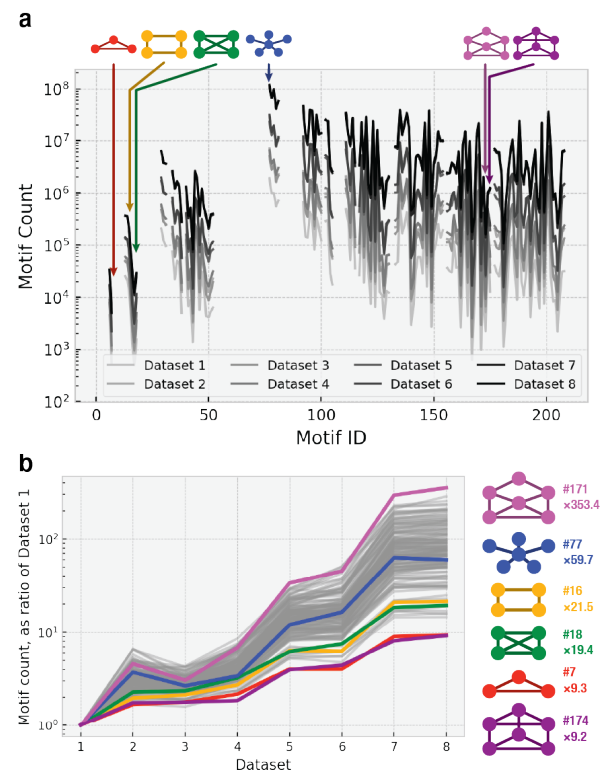 a
10⁸
10⁷
10⁶
10⁵
10⁴
10³
10²
Motif Count
Dataset 1 Dataset 3 Dataset 5 Dataset 7
Dataset 2 Dataset 4 Dataset 6 Dataset 8
0 50 100 150 200
Motif ID
b
Motif count, as ratio of Dataset 1
10²
10¹
10⁰
1 2 3 4 5 6 7 8
Dataset
#171
×353.4
#77
×59.7
#16
×21.5
#18
×19.4
#7
×9.3
#174
×9.2